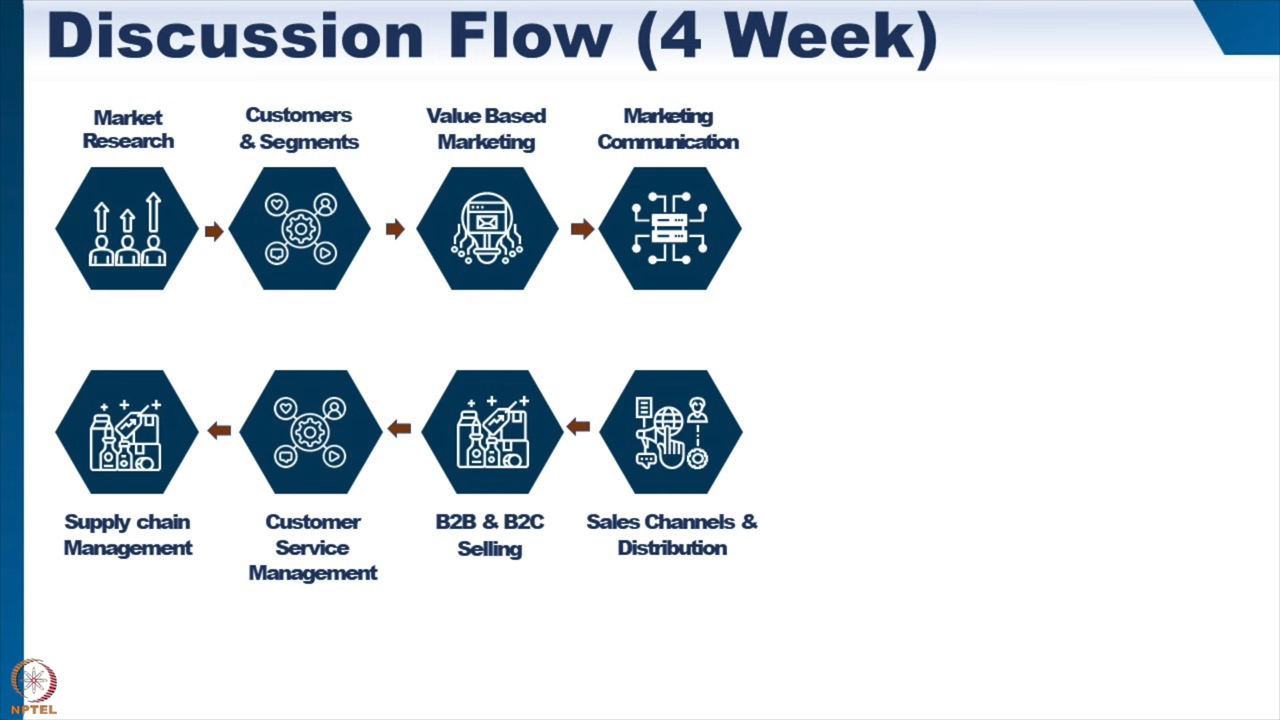 Discussion Flow (4 Week)
Market
Research
Customers
& Segments
Value Based
Marketing
Marketing
Communication
Supply chain
Management
Customer
Service
Management
B2B & B2C
Selling
Sales Channels &
Distribution
NPTEL